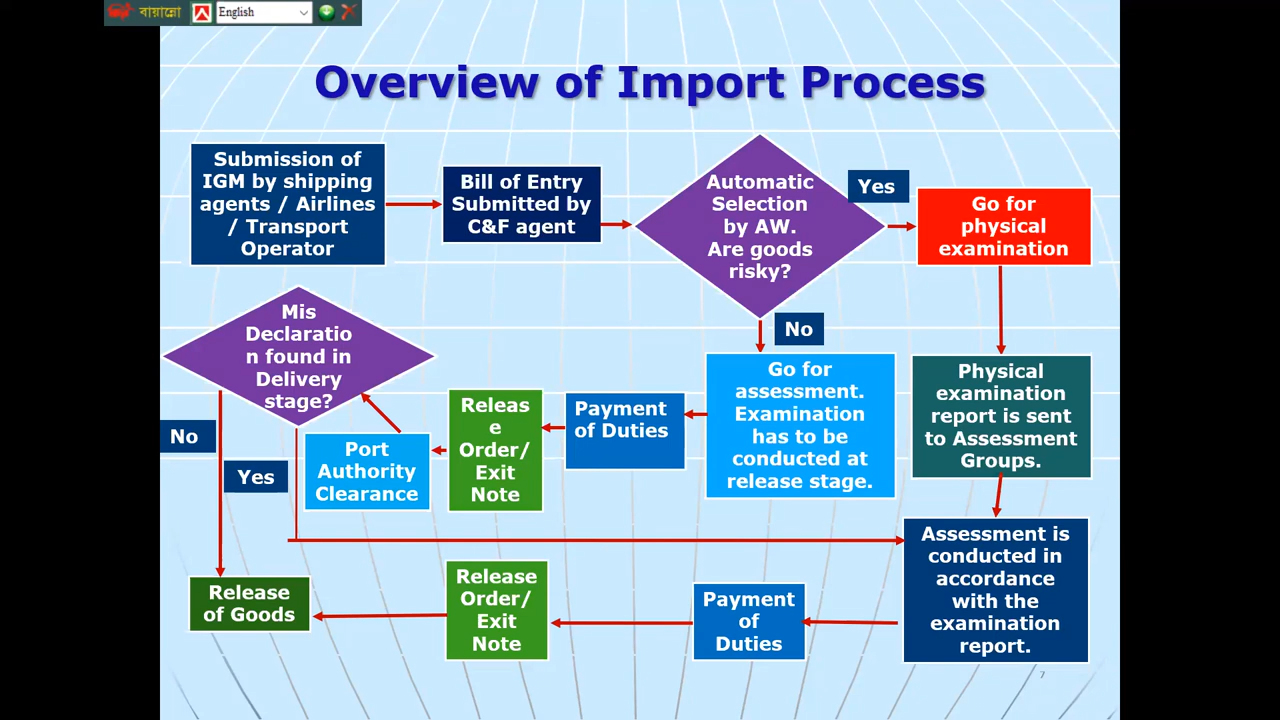 বায়ান্নো
English
Overview of Import Process
Submission of
IGM by shipping
agents / Airlines
/ Transport
Operator
Bill of Entry
Submitted by
C&F agent
Automatic
Selection
by AW.
Are goods
risky?
Yes
Go for
physical
examination
No
Mis
Declaratio
n found in
Delivery
stage?
No
Yes
Port
Authority
Clearance
Releas
e
Order/
Exit
Note
Payment
of Duties
Go for
assessment.
Examination
has to be
conducted at
release stage.
Physical
examination
report is sent
to Assessment
Groups.
Release
of Goods
Release
Order/
Exit
Note
Payment
of
Duties
Assessment is
conducted in
accordance
with the
examination
report.
7